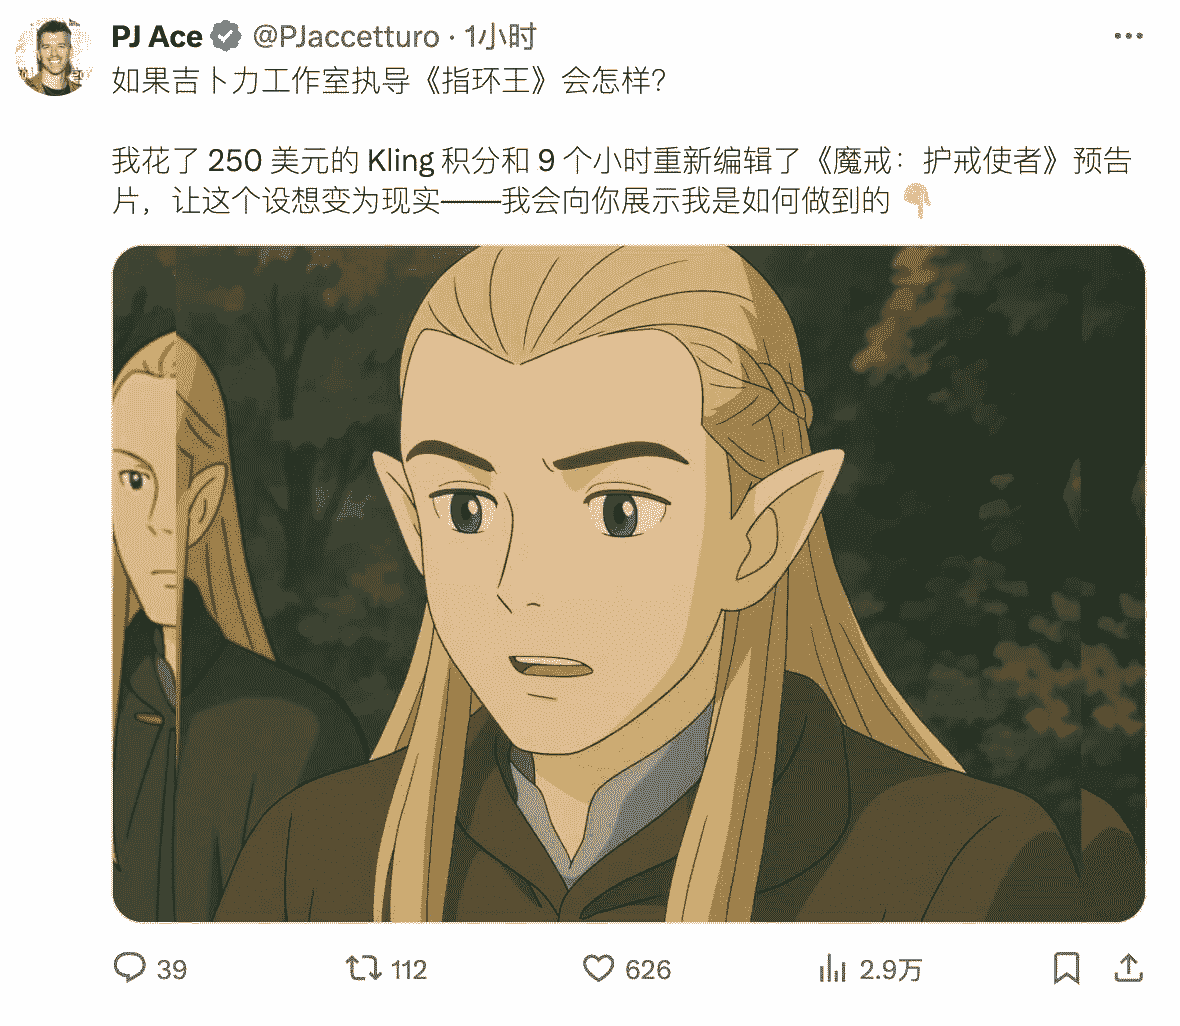 PJ Ace @PJaccetturo · 1小时
如果吉卜力工作室执导《指环王》会怎样？
我花了 250 美元的 Kling 积分和 9 个小时重新编辑了《魔戒：护戒使者》预告
片，让这个设想变为现实——我会向你展示我是如何做到的
39 112 626 2.9万